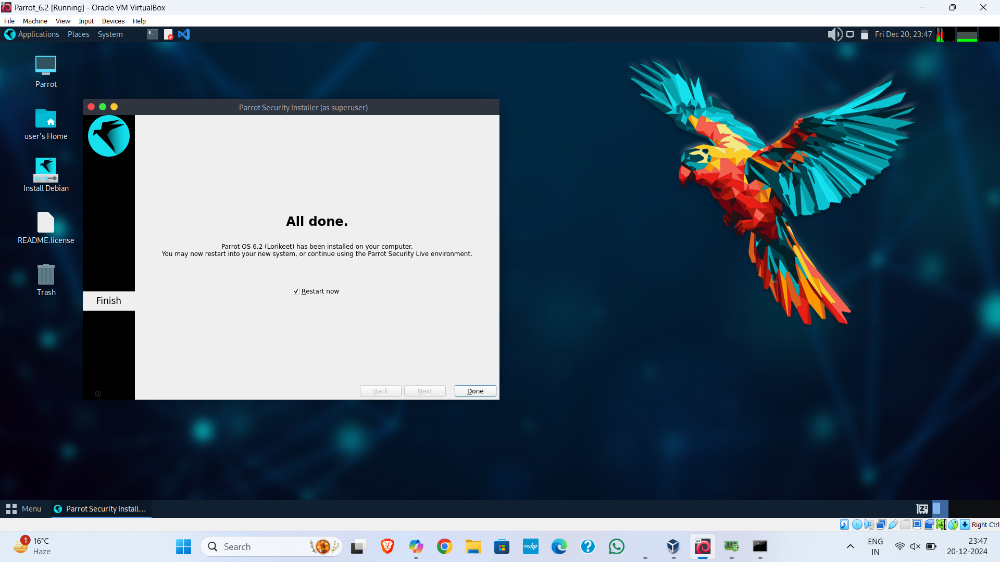 Parrot_6.2 [Running] - Oracle VM VirtualBox
File Machine View Input Devices Help
Applications Places System
Fri Dec 20, 23:47
Parrot
user's Home
Install Debian
README.license
Trash
Parrot Security Installer (as superuser)
All done.
Parrot OS 6.2 (Lorikeet) has been installed on your computer.
You may now restart into your new system, or continue using the Parrot Security Live environment.
Restart now
Finish
Back Next Done
Menu Parrot Security Install...
Right Ctrl
1
16°C
Haze
Search
myhp
64
ENG
IN
23:47
20-12-2024